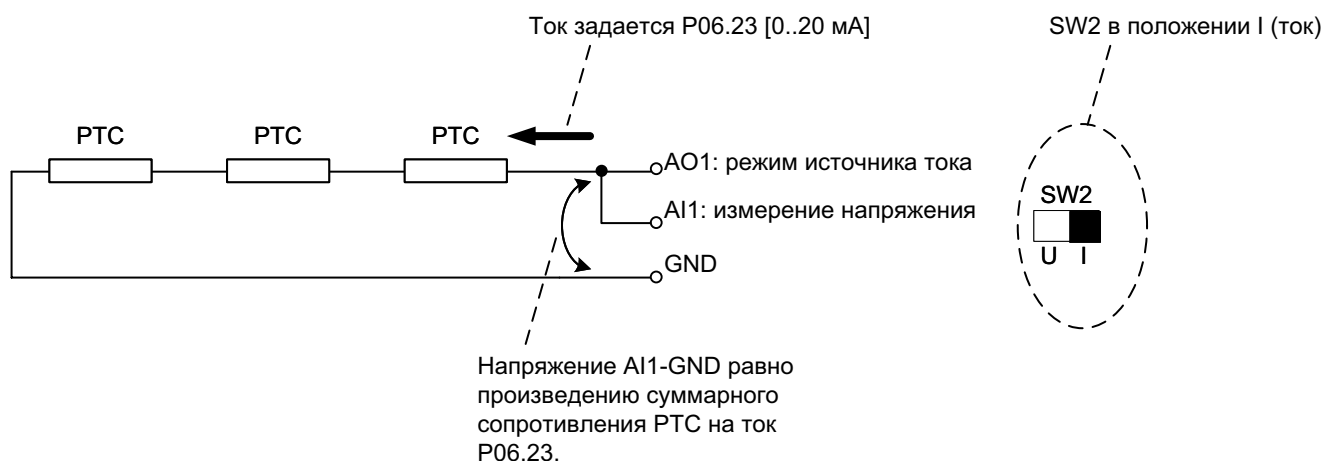 Ток задается P06.23 [0..20 мА]
SW2 в положении I (ток)
PTC
PTC
PTC
AO1: режим источника тока
AI1: измерение напряжения
GND
SW2
U I
Напряжение AI1-GND равно
произведению суммарного
сопротивления PTC на ток
P06.23.